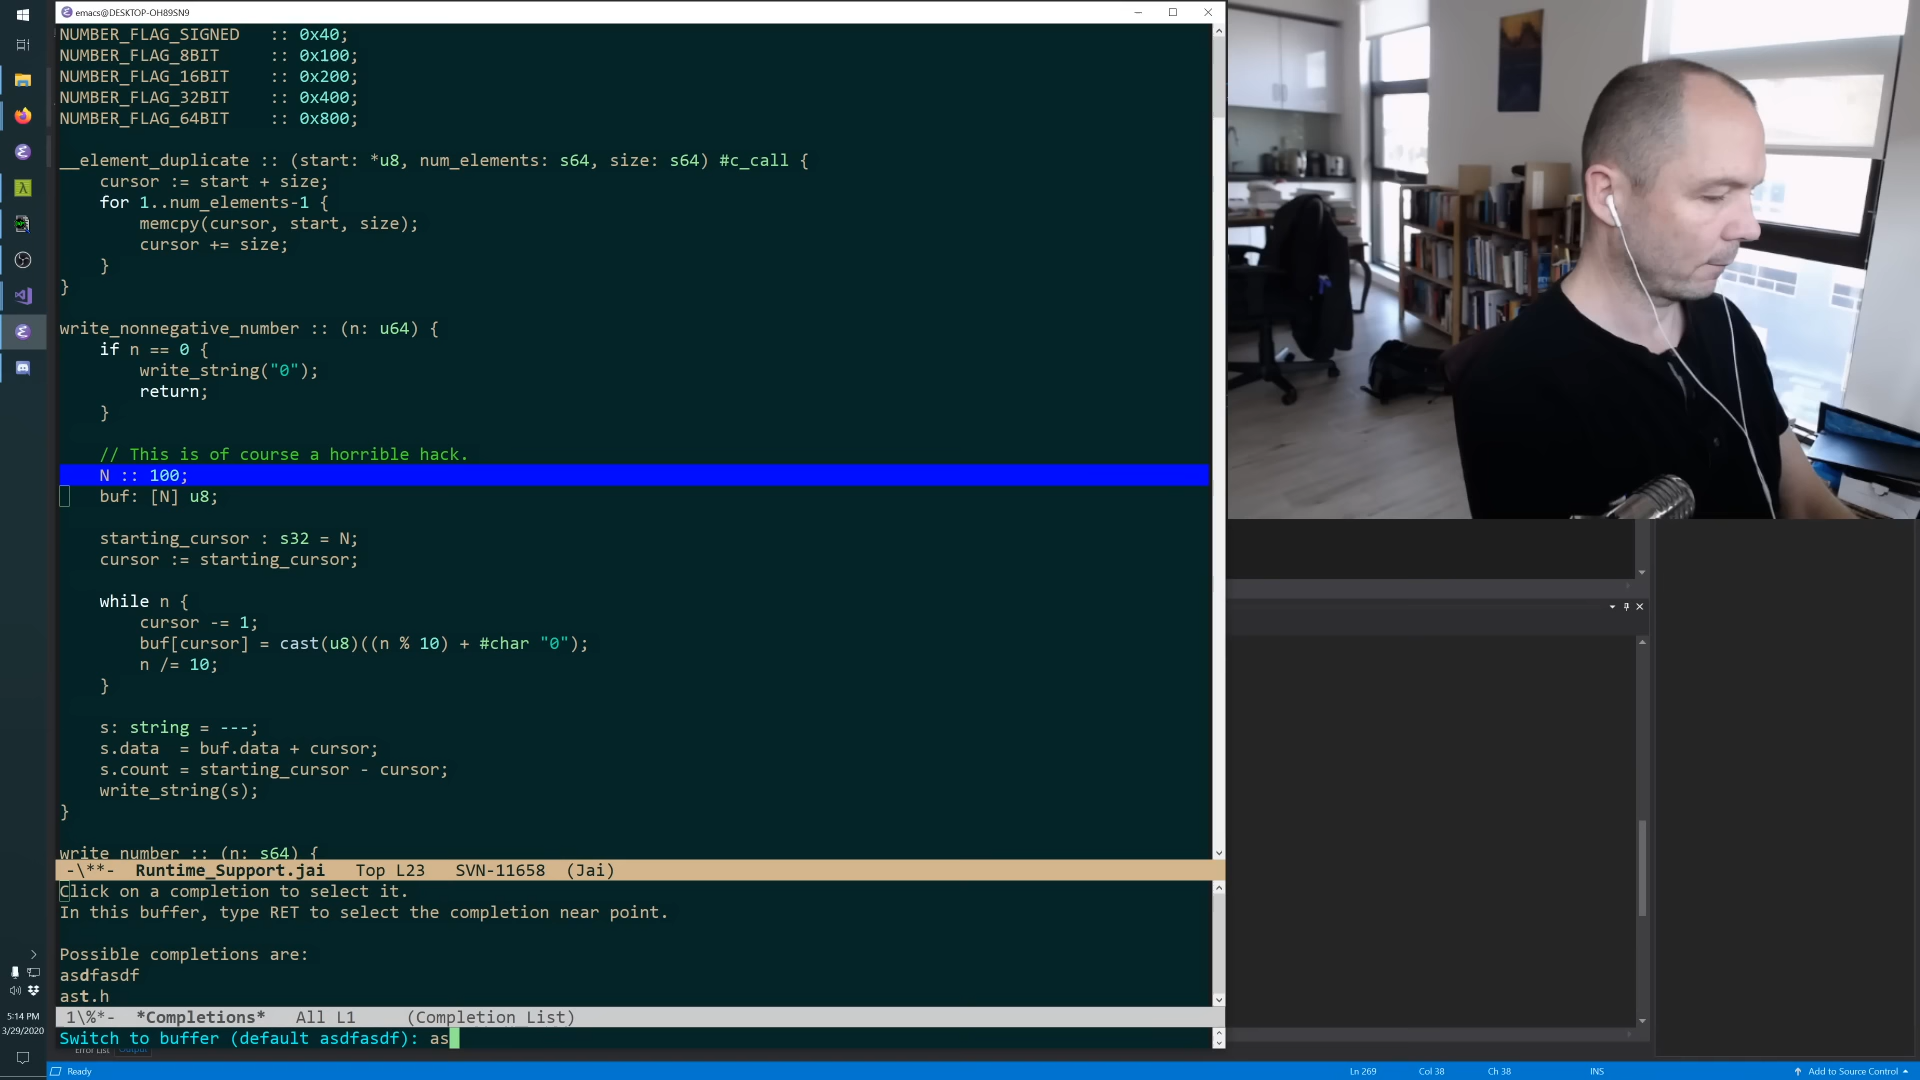 emacs@DESKTOP-OH89SN9
NUMBER_FLAG_SIGNED   :: 0x40;
NUMBER_FLAG_8BIT     :: 0x100;
NUMBER_FLAG_16BIT    :: 0x200;
NUMBER_FLAG_32BIT    :: 0x400;
NUMBER_FLAG_64BIT    :: 0x800;
__element_duplicate :: (start: *u8, num_elements: s64, size: s64) #c_call {
    cursor := start + size;
    for 1..num_elements-1 {
        memcpy(cursor, start, size);
        cursor += size;
    }
}
write_nonnegative_number :: (n: u64) {
    if n == 0 {
        write_string("0");
        return;
    }
    // This is of course a horrible hack.
    N :: 100;
    buf: [N] u8;
    starting_cursor : s32 = N;
    cursor := starting_cursor;
    while n {
        cursor -= 1;
        buf[cursor] = cast(u8)((n % 10) + #char "0");
        n /= 10;
    }
    s: string = ---;
    s.data  = buf.data + cursor;
    s.count = starting_cursor - cursor;
    write_string(s);
}
write_number :: (n: s64) {
-\**-  Runtime_Support.jai   Top L23   SVN-11658  (Jai)
Click on a completion to select it.
In this buffer, type RET to select the completion near point.
Possible completions are:
asdfasdf
ast.h
1\%*-  *Completions*   All L1     (Completion List)
Switch to buffer (default asdfasdf): as
Error List Output
5:14 PM
3/29/2020
Ready
Ln 269
Col 38
Ch 38
INS
Add to Source Control